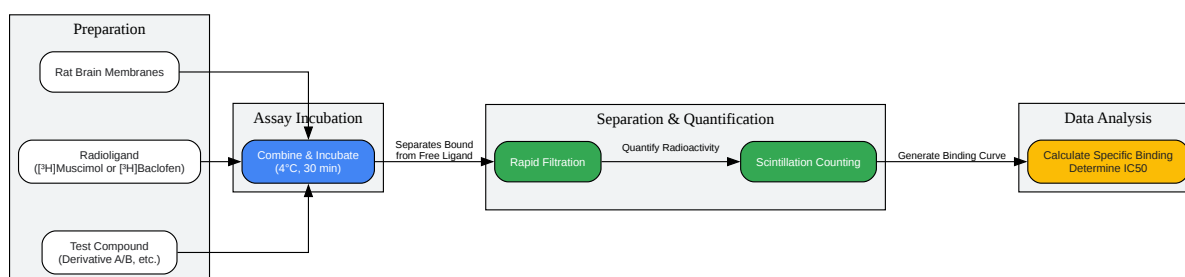 Preparation
Rat Brain Membranes
Radioligand
([³H]Muscimol or [³H]Baclofen)
Test Compound
(Derivative A/B, etc.)
Assay Incubation
Combine & Incubate
(4°C, 30 min)
Separates Bound
from Free Ligand
Separation & Quantification
Rapid Filtration
Quantify Radioactivity
Scintillation Counting
Generate Binding Curve
Data Analysis
Calculate Specific Binding
Determine IC50